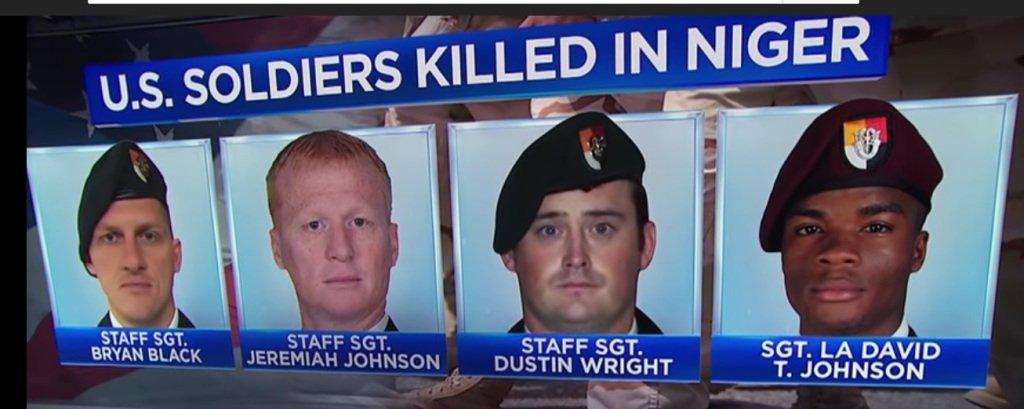 U.S. SOLDIERS KILLED IN NIGER
STAFF SGT.
BRYAN BLACK
STAFF SGT.
JEREMIAH JOHNSON
STAFF SGT.
DUSTIN WRIGHT
SGT. LA DAVID
T. JOHNSON